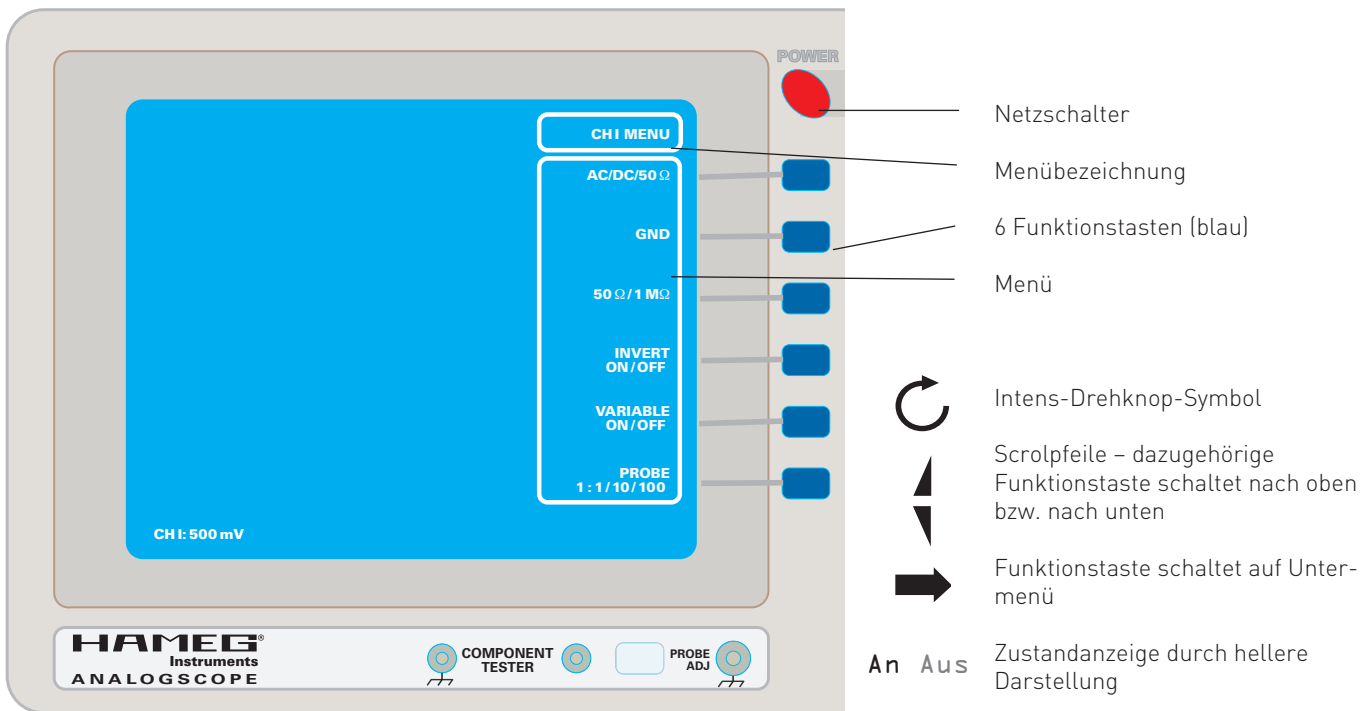 POWER
CH I MENU
AC/DC/50 Ω
GND
50 Ω / 1 MΩ
INVERT
ON / OFF
VARIABLE
ON / OFF
PROBE
1 : 1 / 10 / 100
CH I: 500 mV
HAMEG®
Instruments
ANALOGSCOPE
COMPONENT
TESTER
PROBE
ADJ
Netzschalter
Menübezeichnung
6 Funktionstasten (blau)
Menü
Intens-Drehknop-Symbol
Scrolpfeile – dazugehörige
Funktionstaste schaltet nach oben
bzw. nach unten
Funktionstaste schaltet auf Unter-
menü
An Aus
Zustandanzeige durch hellere
Darstellung